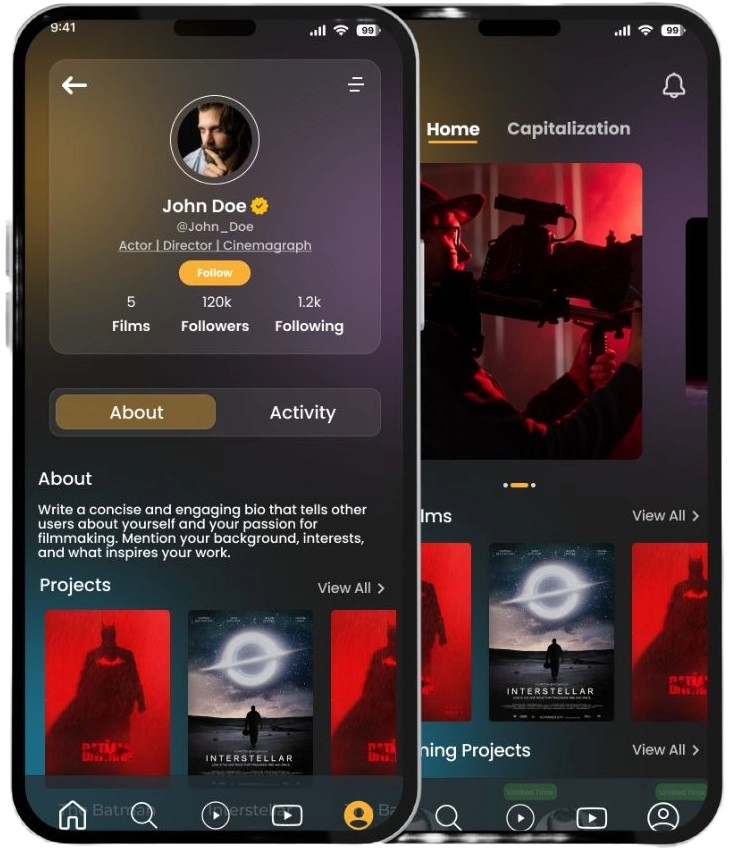 9:41
99
John Doe
@John_Doe
Actor | Director | Cinemagraph
Follow
5
120k
1.2k
Films
Followers
Following
About
Activity
About
Write a concise and engaging bio that tells other
users about yourself and your passion for
filmmaking. Mention your background, interests,
and what inspires your work.
Projects
View All >
INTERSTELLAR
The Batman
Interstellar
99
Home
Capitalization
lms
View All >
INTERSTELLAR
ning Projects
View All >
Limited Time
Limited Time